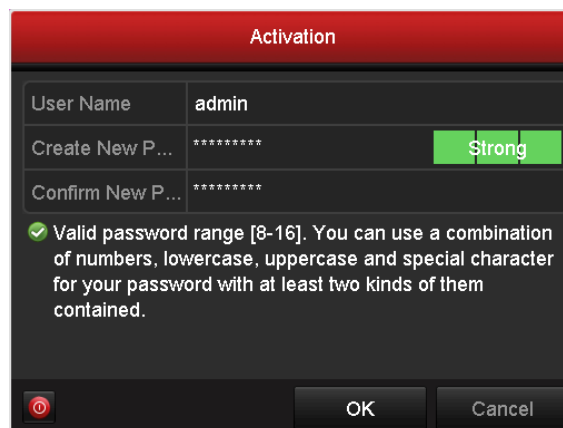 Activation
User Name admin
Create New P... ********* Strong
Confirm New P... *********
Valid password range [8-16]. You can use a combination
of numbers, lowercase, uppercase and special character
for your password with at least two kinds of them
contained.
OK Cancel